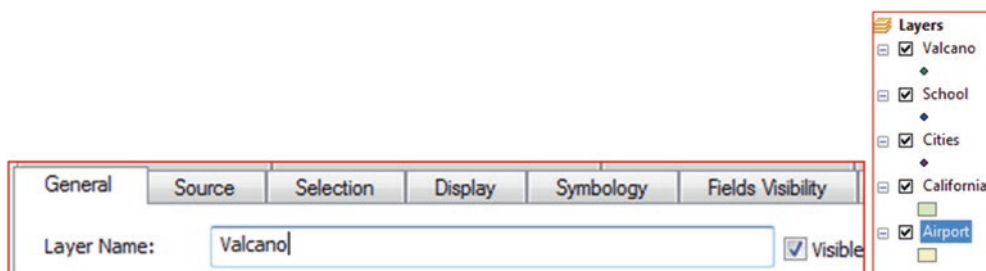 Layers
Valcano
School
Cities
California
Airport
General Source Selection Display Symbology Fields Visibility
Layer Name: Valcano Visible